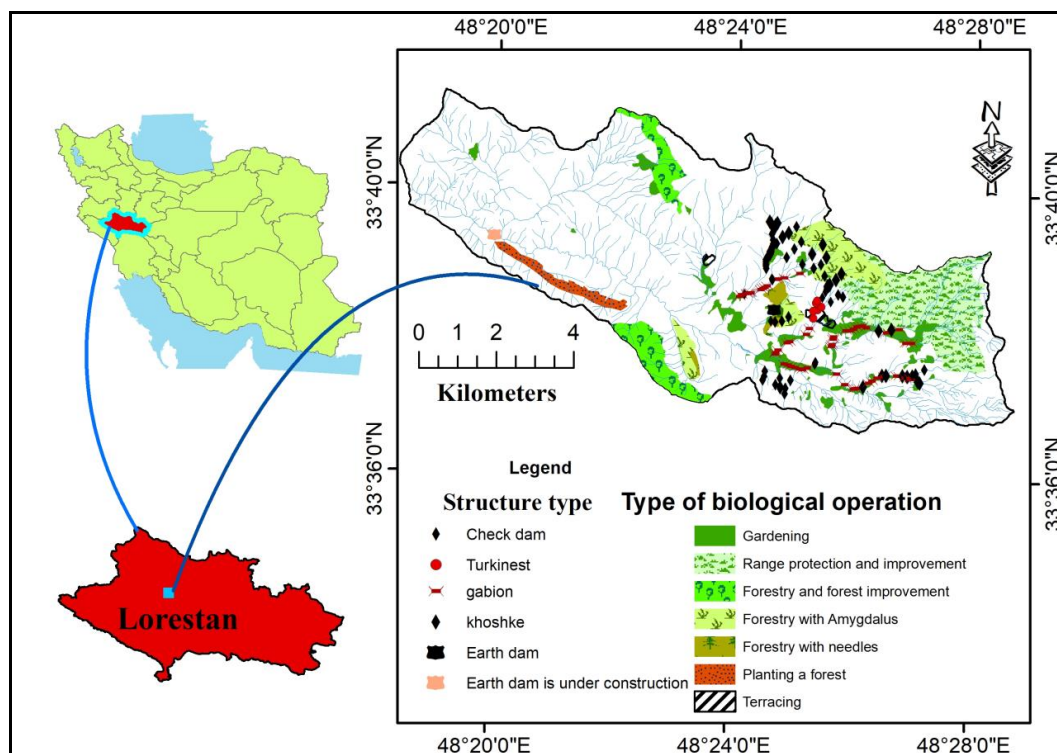 48°20'0"E
48°24'0"E
48°28'0"E
N
33°40'0"N
33°40'0"N
0 1 2 4
Kilometers
33°36'0"N
33°36'0"N
Lorestan
Legend
Structure type
Check dam
Turkinest
gabion
khoshke
Earth dam
Earth dam is under construction
Type of biological operation
Gardening
Range protection and improvement
Forestry and forest improvement
Forestry with Amygdalus
Forestry with needles
Planting a forest
Terracing
48°20'0"E
48°24'0"E
48°28'0"E